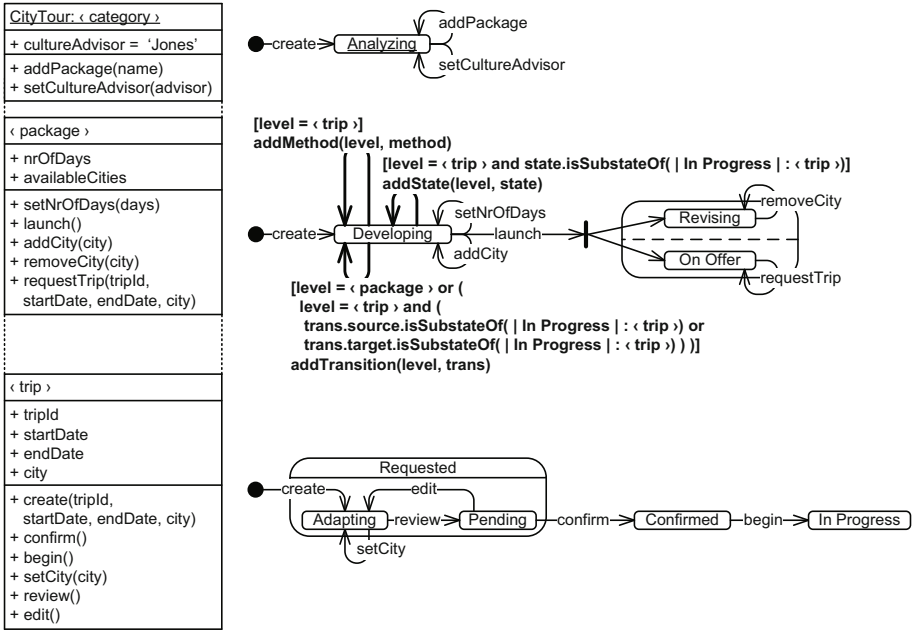 CityTour: ‹ category ›
+ cultureAdvisor = ‘Jones’
+ addPackage(name)
+ setCultureAdvisor(advisor)
create
Analyzing
addPackage
setCultureAdvisor
‹ package ›
+ nrOfDays
+ availableCities
+ setNrOfDays(days)
+ launch()
+ addCity(city)
+ removeCity(city)
+ requestTrip(tripId,
startDate, endDate, city)
[level = ‹ trip ›]
addMethod(level, method)
[level = ‹ trip › and state.isSubstateOf( | In Progress | : ‹ trip ›)]
addState(level, state)
create
Developing
setNrOfDays
addCity
launch
Revising
removeCity
On Offer
requestTrip
[level = ‹ package › or (
level = ‹ trip › and (
trans.source.isSubstateOf( | In Progress | : ‹ trip ›) or
trans.target.isSubstateOf( | In Progress | : ‹ trip ›) ) )]
addTransition(level, trans)
‹ trip ›
+ tripId
+ startDate
+ endDate
+ city
+ create(tripId,
startDate, endDate, city)
+ confirm()
+ begin()
+ setCity(city)
+ review()
+ edit()
Requested
create
edit
Adapting
review
Pending
confirm
Confirmed
begin
In Progress
setCity